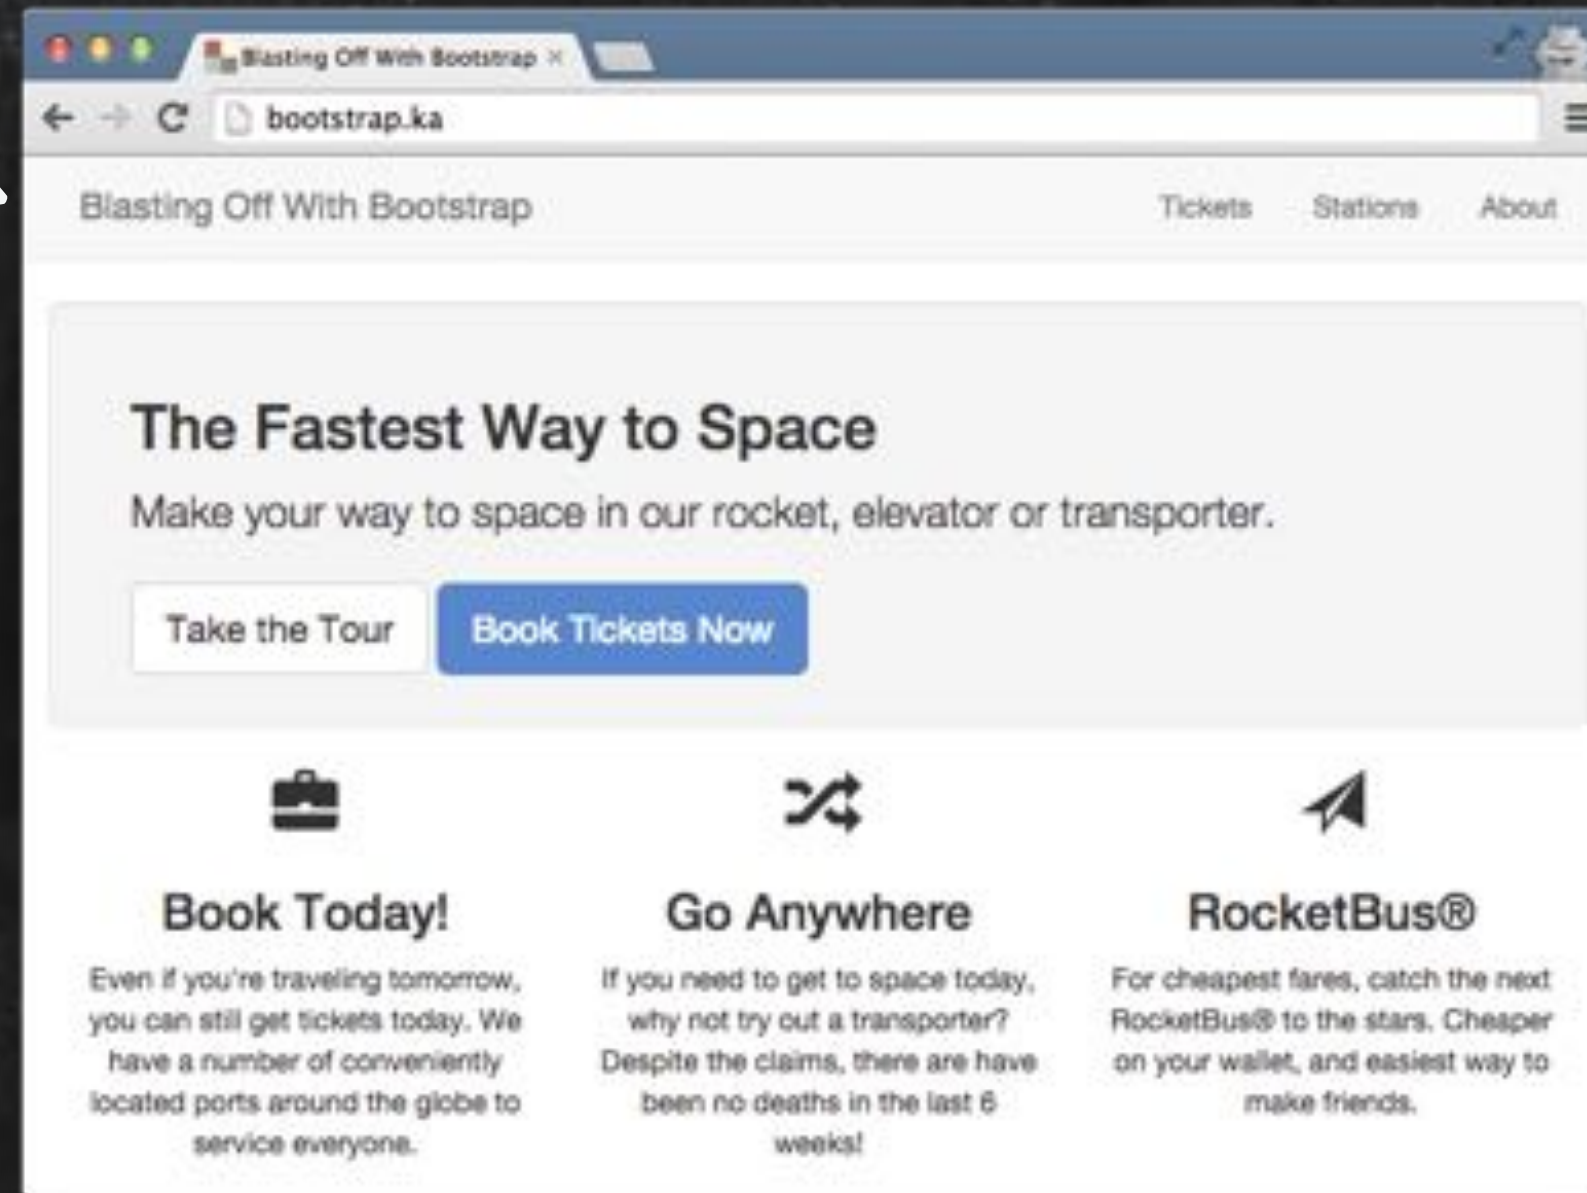 Blasting Off With Bootstrap
bootstrap.ka
Blasting Off With Bootstrap Tickets Stations About
The Fastest Way to Space
Make your way to space in our rocket, elevator or transporter.
Take the Tour Book Tickets Now
Book Today!
Even if you're traveling tomorrow,
you can still get tickets today. We
have a number of conveniently
located ports around the globe to
service everyone.
Go Anywhere
If you need to get to space today,
why not try out a transporter?
Despite the claims, there are have
been no deaths in the last 6
weeks!
RocketBus®
For cheapest fares, catch the next
RocketBus® to the stars. Cheaper
on your wallet, and easiest way to
make friends.